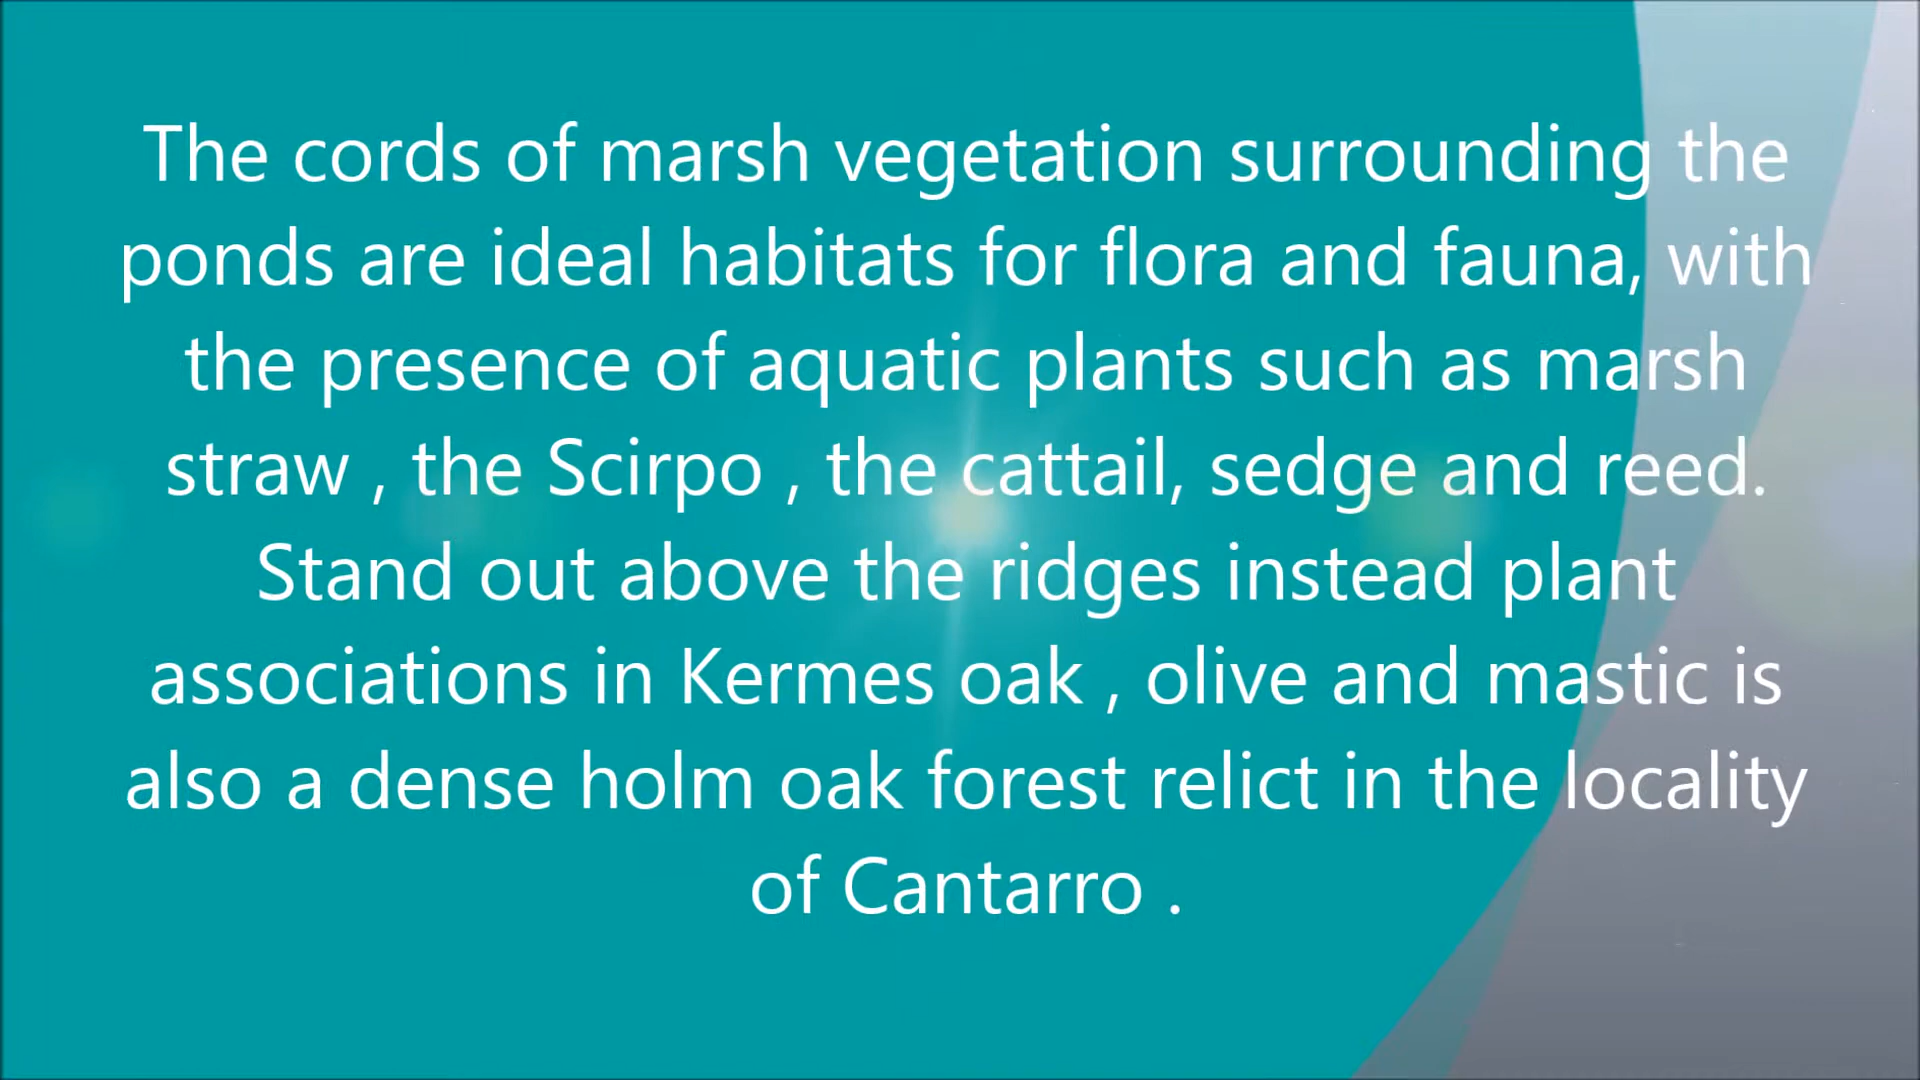 The cords of marsh vegetation surrounding the
ponds are ideal habitats for flora and fauna, with
the presence of aquatic plants such as marsh
straw , the Scirpo , the cattail, sedge and reed.
Stand out above the ridges instead plant
associations in Kermes oak , olive and mastic is
also a dense holm oak forest relict in the locality
of Cantarro .